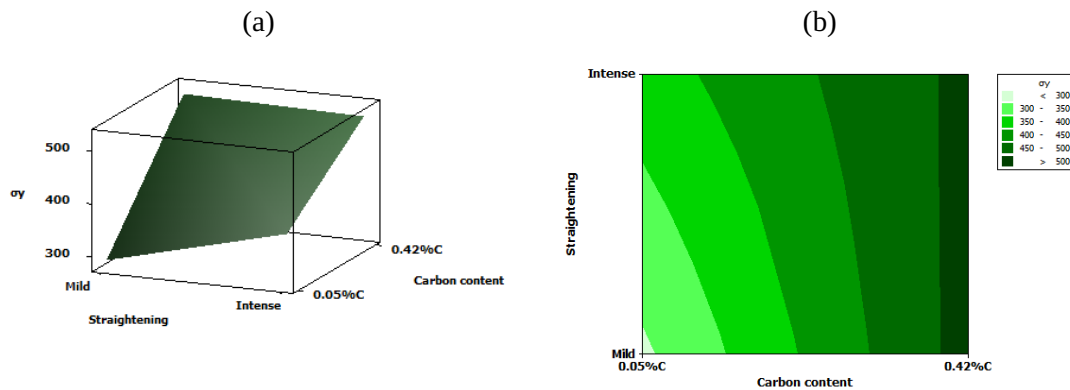 (a)
(b)
500
400
300
σy
Mild
Intense
Straightening
0.05%C
0.42%C
Carbon content
Intense
Straightening
Mild
0.05%C
0.42%C
Carbon content
σy
< 300
300 - 350
350 - 400
400 - 450
450 - 500
> 500